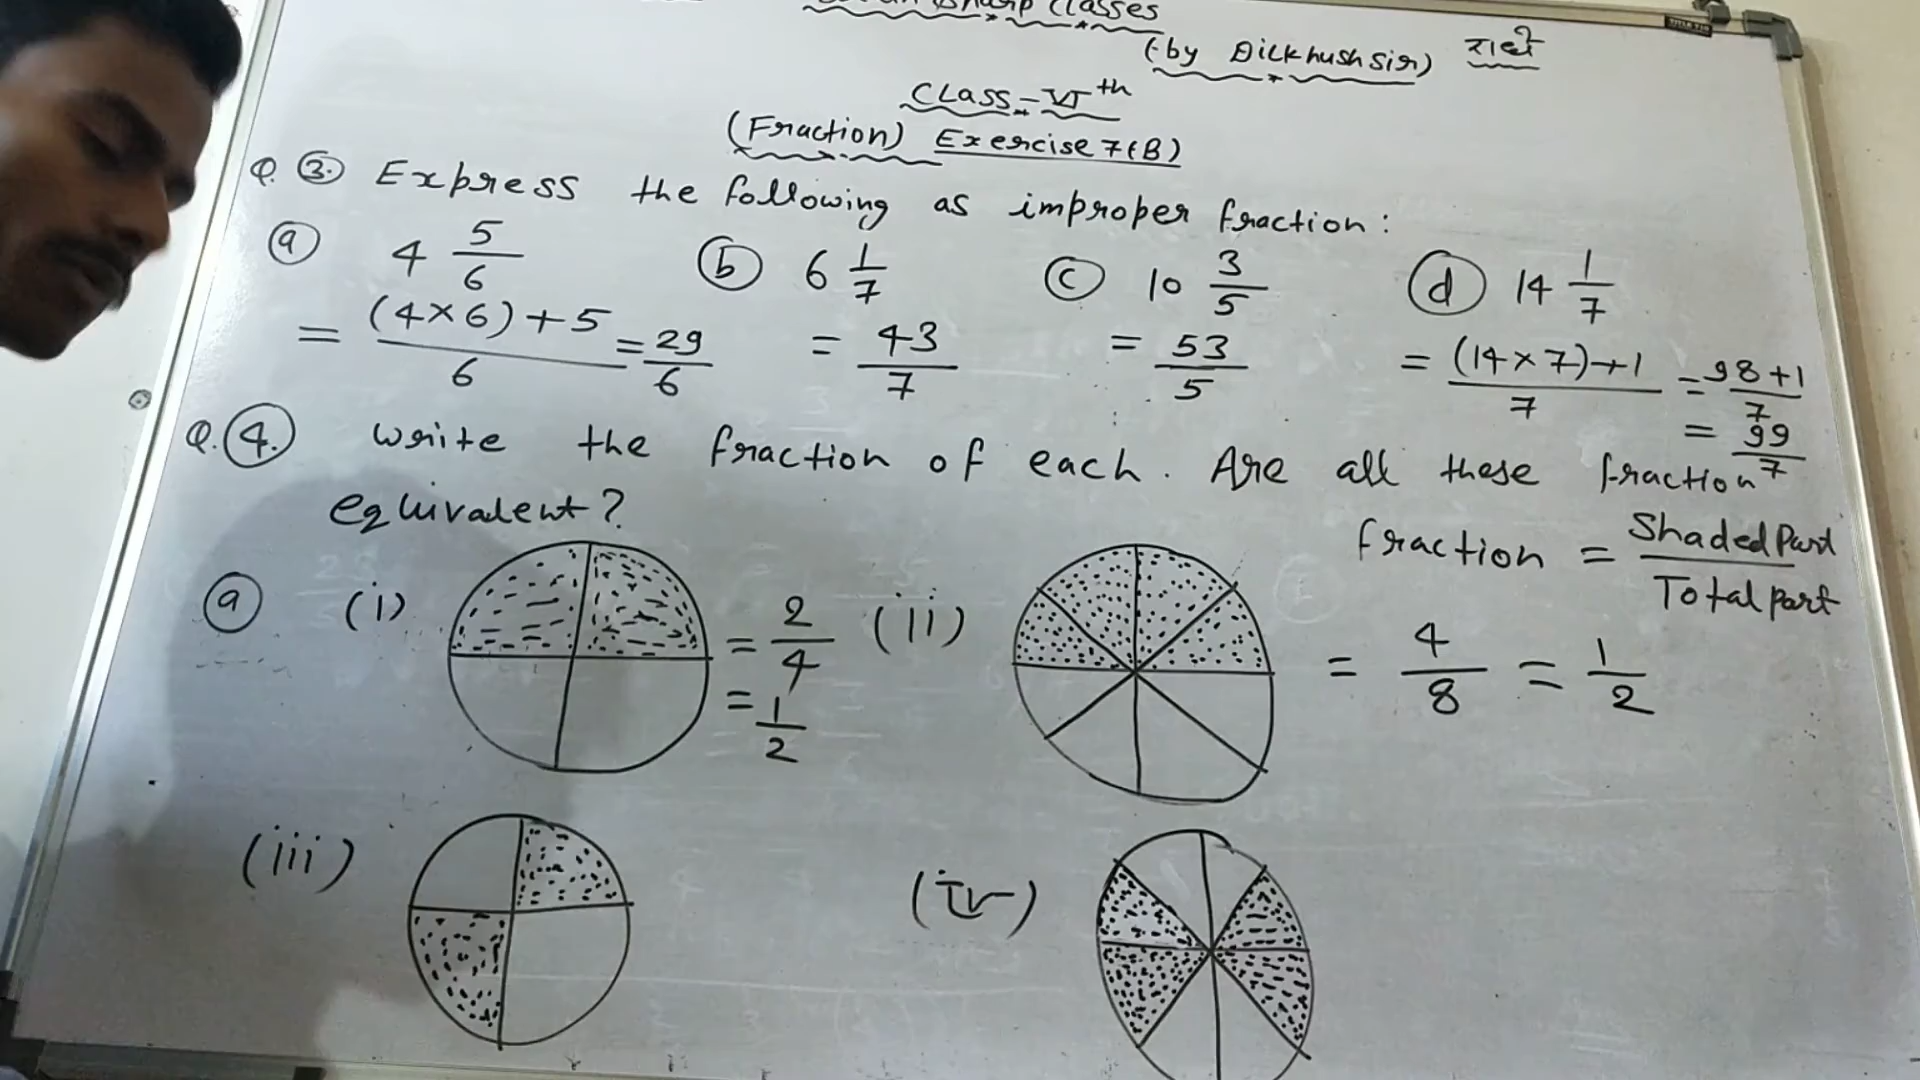 Sharp Classes
(by Dilkhush sir)
CLASS-VIth
(Fraction) Exercise 7(B)
Q. 3. Express the following as improper fraction:
a 4 5/6 b 6 1/7 c 10 3/5 d 14 1/7
= (4×6)+5/6 = 29/6 = 43/7 = 53/5 = (14×7)+1/7 = 98+1/7
= 99/7
Q. 4. Write the fraction of each. Are all these fraction
equivalent?
fraction = Shaded Part/Total part
a (i) = 2/4 (ii) = 4/8 = 1/2
= 1/2
(iii) (iv)